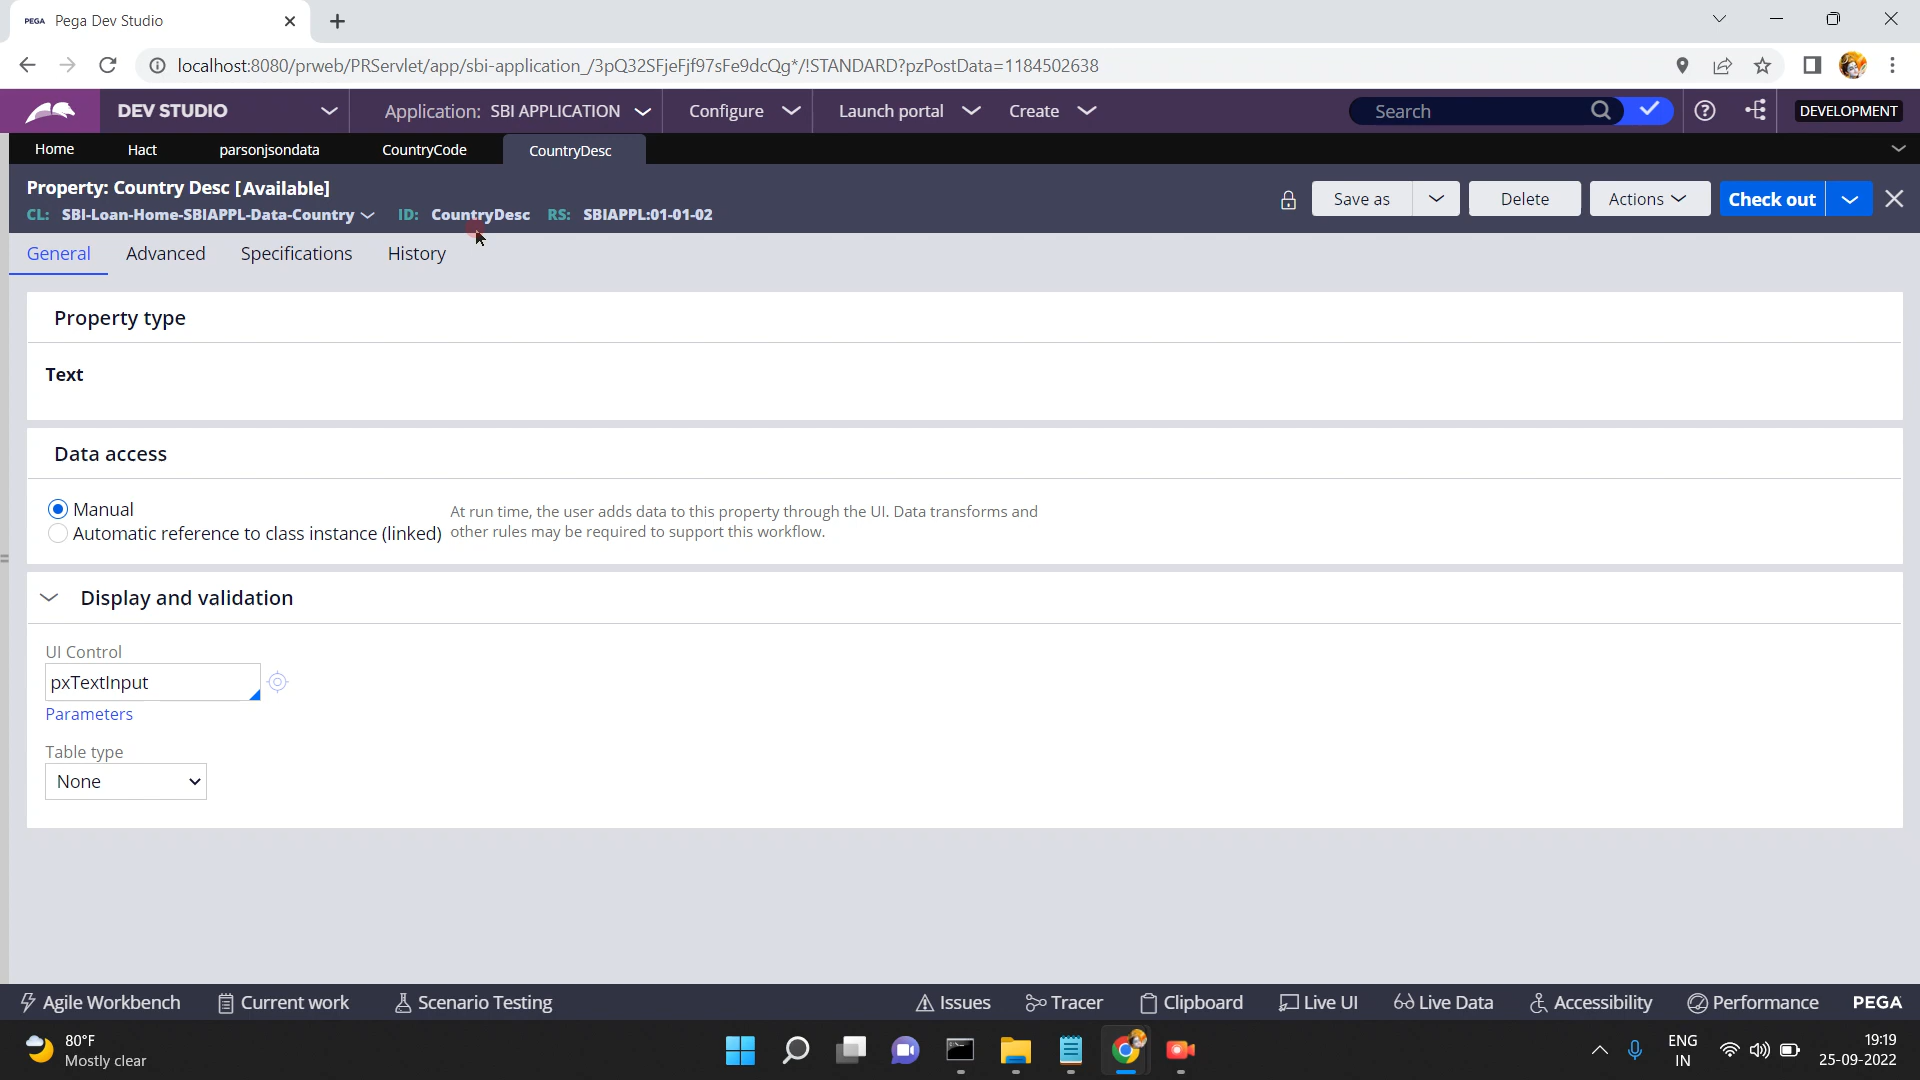 PEGA Pega Dev Studio
localhost:8080/prweb/PRServlet/app/sbi-application_/3pQ32SFjeFjf97sFe9dcQg*/!STANDARD?pzPostData=1184502638
DEV STUDIO Application: SBI APPLICATION Configure Launch portal Create Search DEVELOPMENT
Home Hact parsonjsondata CountryCode CountryDesc
Property: Country Desc [Available]
CL: SBI-Loan-Home-SBIAPPL-Data-Country ID: CountryDesc RS: SBIAPPL:01-01-02
Save as Delete Actions Check out
General Advanced Specifications History
Property type
Text
Data access
Manual
Automatic reference to class instance (linked)
At run time, the user adds data to this property through the UI. Data transforms and
other rules may be required to support this workflow.
Display and validation
UI Control
pxTextInput
Parameters
Table type
None
Agile Workbench Current work Scenario Testing Issues Tracer Clipboard Live UI Live Data Accessibility Performance PEGA
80°F
Mostly clear
ENG
IN
19:19
25-09-2022